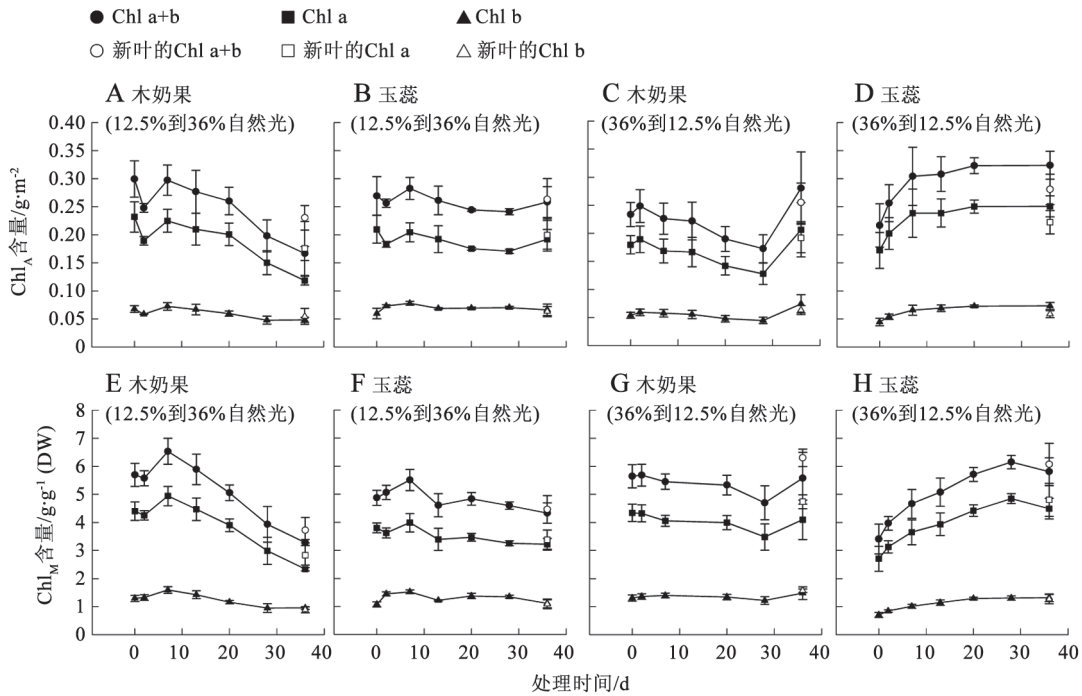 Chl a+b Chl a Chl b
新叶的Chl a+b 新叶的Chl a 新叶的Chl b
A 木奶果 B 玉蕊 C 木奶果 D 玉蕊
(12.5%到36%自然光) (12.5%到36%自然光) (36%到12.5%自然光) (36%到12.5%自然光)
0.40
0.35
0.30
0.25
0.20
0.15
0.10
0.05
0
ChlA含量/g·m-2
E 木奶果 F 玉蕊 G 木奶果 H 玉蕊
(12.5%到36%自然光) (12.5%到36%自然光) (36%到12.5%自然光) (36%到12.5%自然光)
8
7
6
5
4
3
2
1
0
ChlM含量/g·g-1 (DW)
0 10 20 30 40 0 10 20 30 40 0 10 20 30 40 0 10 20 30 40
处理时间/d